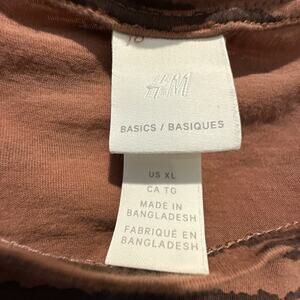 H&M
BASICS / BASIQUES
US XL
CA TG
MADE IN
BANGLADESH
FABRIQUÉ EN
BANGLADESH